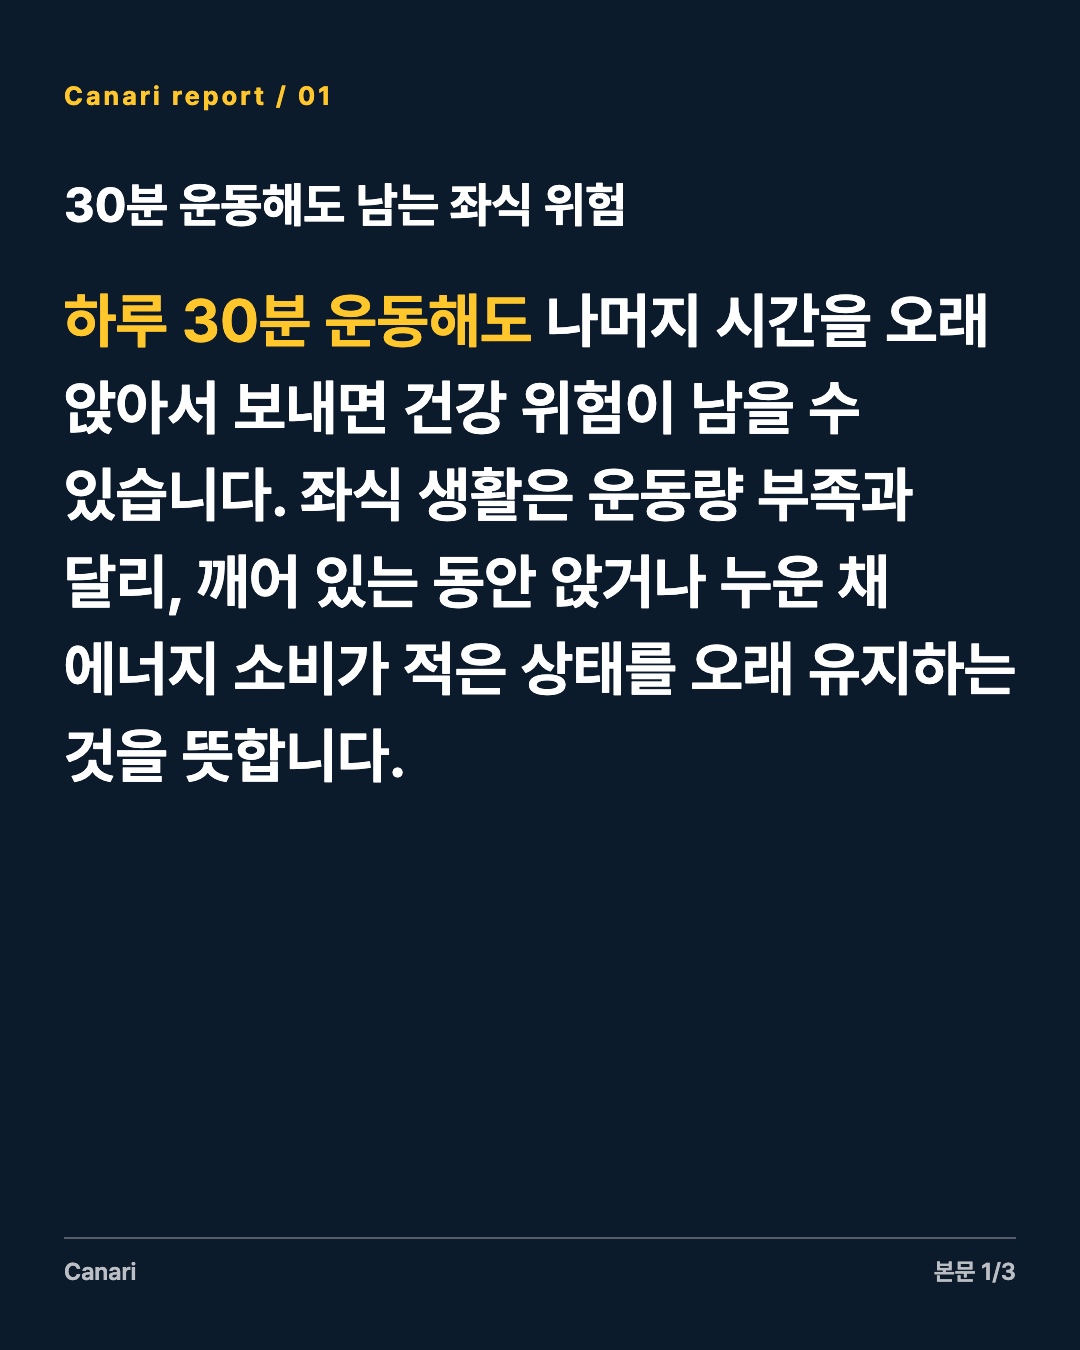 Canari report / 01
30분 운동해도 남는 좌식 위험
하루 30분 운동해도 나머지 시간을 오래
앉아서 보내면 건강 위험이 남을 수
있습니다. 좌식 생활은 운동량 부족과
달리, 깨어 있는 동안 앉거나 누운 채
에너지 소비가 적은 상태를 오래 유지하는
것을 뜻합니다.
Canari
본문 1/3